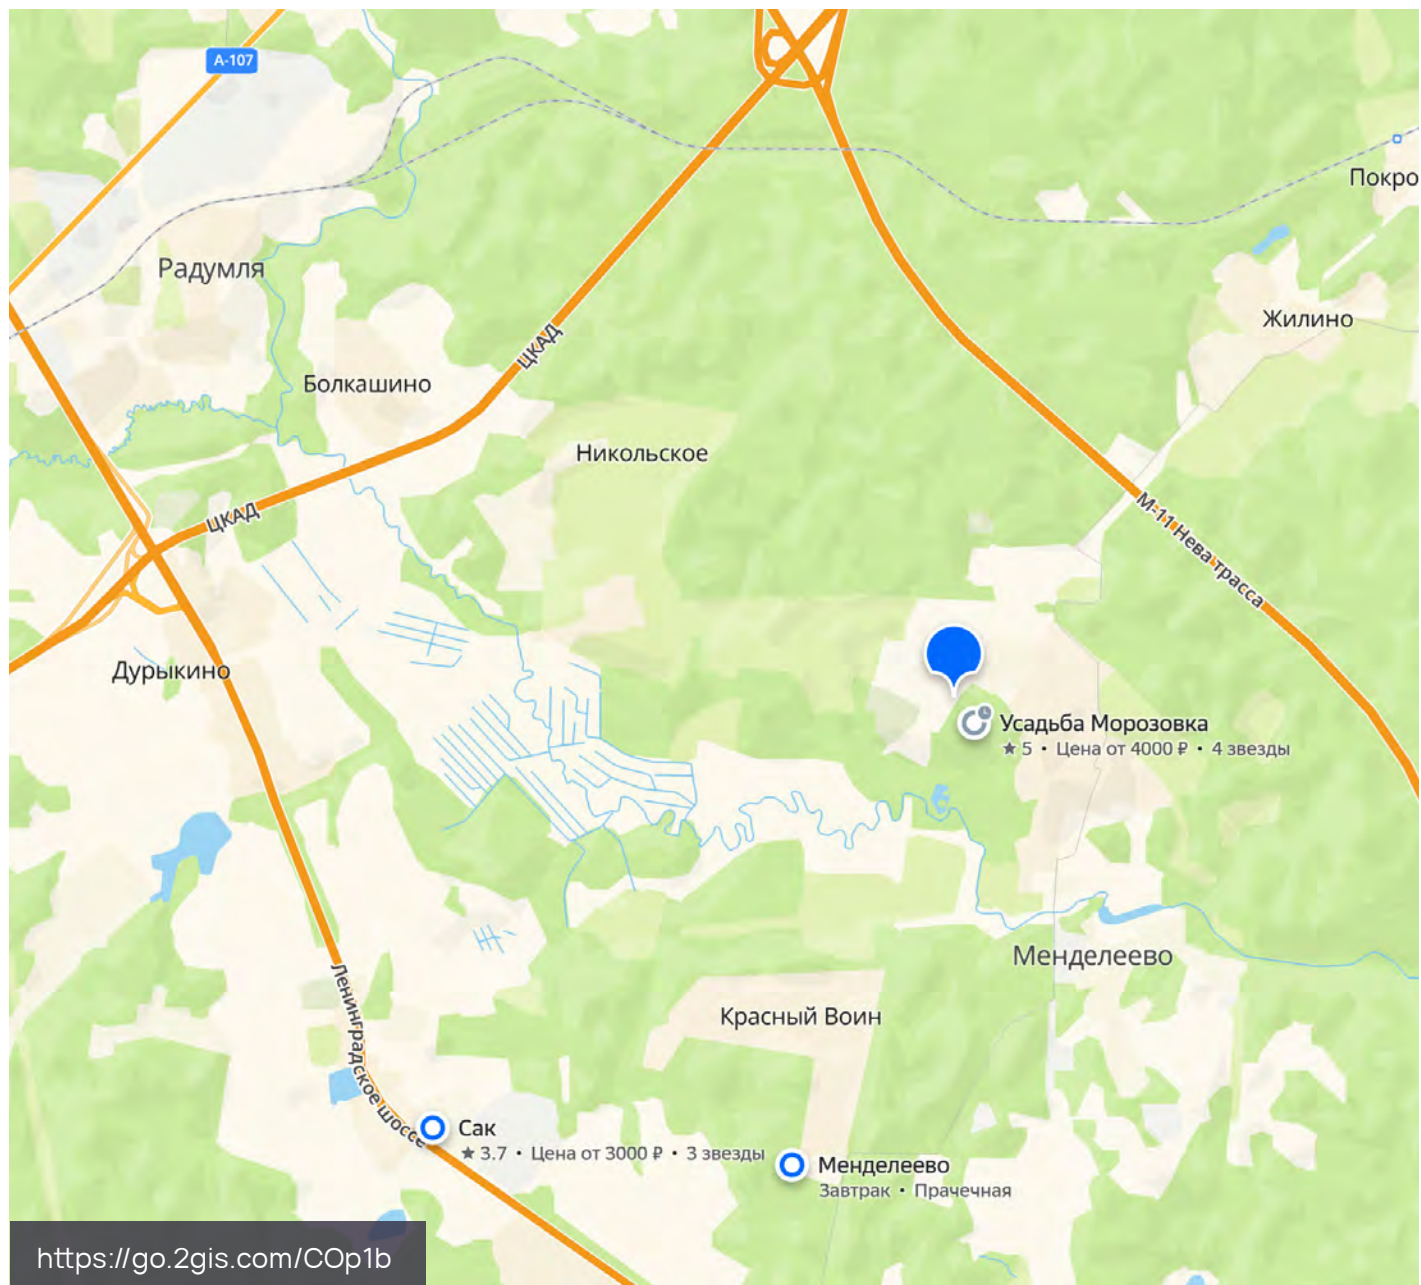 А-107
Покро
Радумля
Жилино
ЦКАД
Болкашино
Никольское
М-11 Нева трасса
ЦКАД
Дурыкино
Усадьба Морозовка
★ 5 • Цена от 4000 ₽ • 4 звезды
Менделеево
Ленинградское шоссе
Красный Воин
Сак
★ 3.7 • Цена от 3000 ₽ • 3 звезды
Менделеево
Завтрак • Прачечная
https://go.2gis.com/COp1b